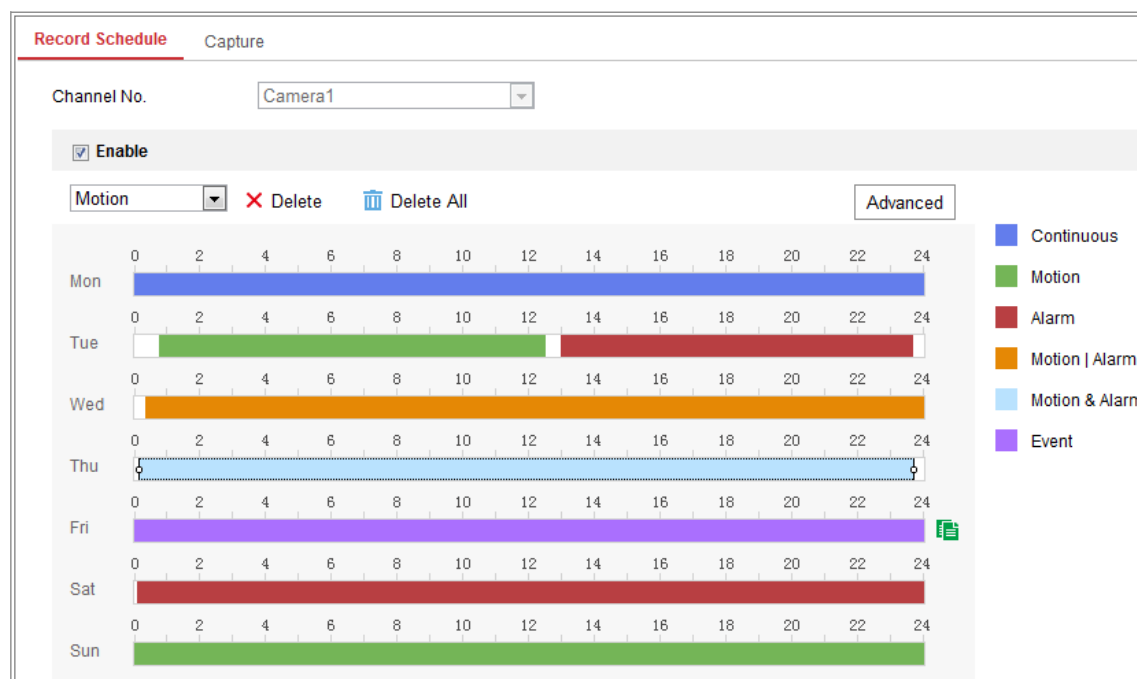 Record Schedule Capture
Channel No. Camera1
Enable
Motion Delete Delete All Advanced
Continuous
Motion
Alarm
Motion | Alarm
Motion & Alarm
Event
0 2 4 6 8 10 12 14 16 18 20 22 24
Mon
0 2 4 6 8 10 12 14 16 18 20 22 24
Tue
0 2 4 6 8 10 12 14 16 18 20 22 24
Wed
0 2 4 6 8 10 12 14 16 18 20 22 24
Thu
0 2 4 6 8 10 12 14 16 18 20 22 24
Fri
0 2 4 6 8 10 12 14 16 18 20 22 24
Sat
0 2 4 6 8 10 12 14 16 18 20 22 24
Sun